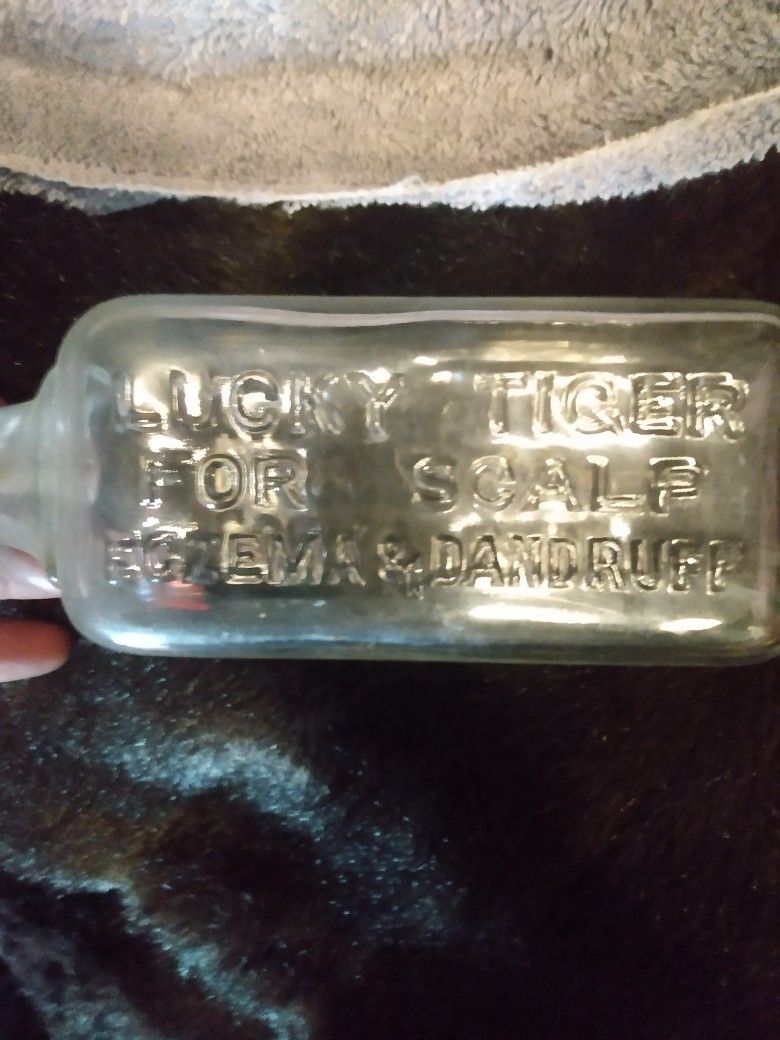 LUCKY TIGER
FOR SCALP
ECZEMA & DANDRUFF